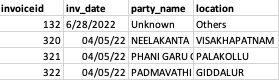 invoiceid inv_date party_name location
132 6/28/2022 Unknown Others
320 04/05/22 NEELAKANTA VISAKHAPATNAM
321 04/05/22 PHANI GARU PALAKOLLU
322 04/05/22 PADMAVATHI GIDDALUR